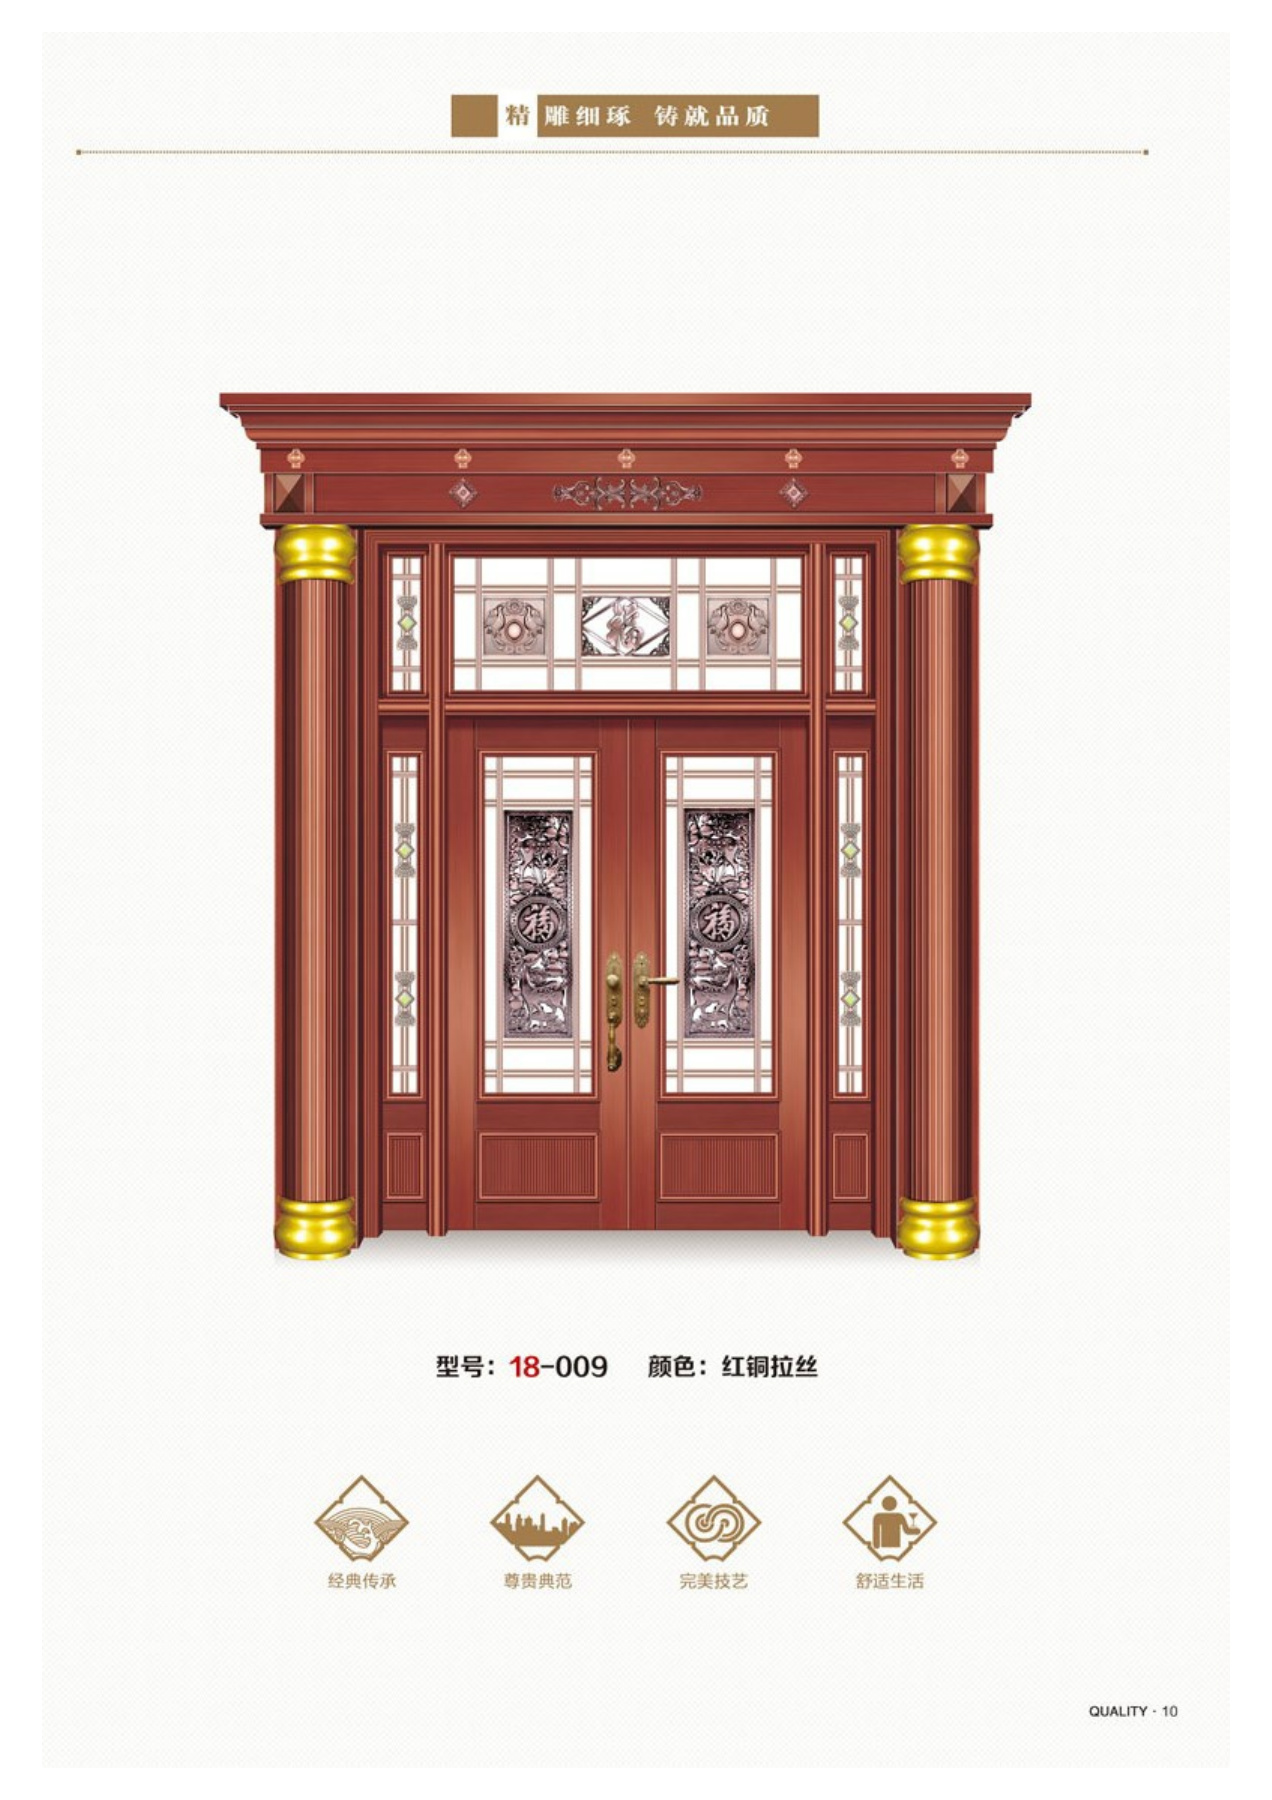 精雕细琢 铸就品质
福
福 福
型号：18-009 颜色：红铜拉丝
经典传承 尊贵典范 完美技艺 舒适生活
QUALITY · 10